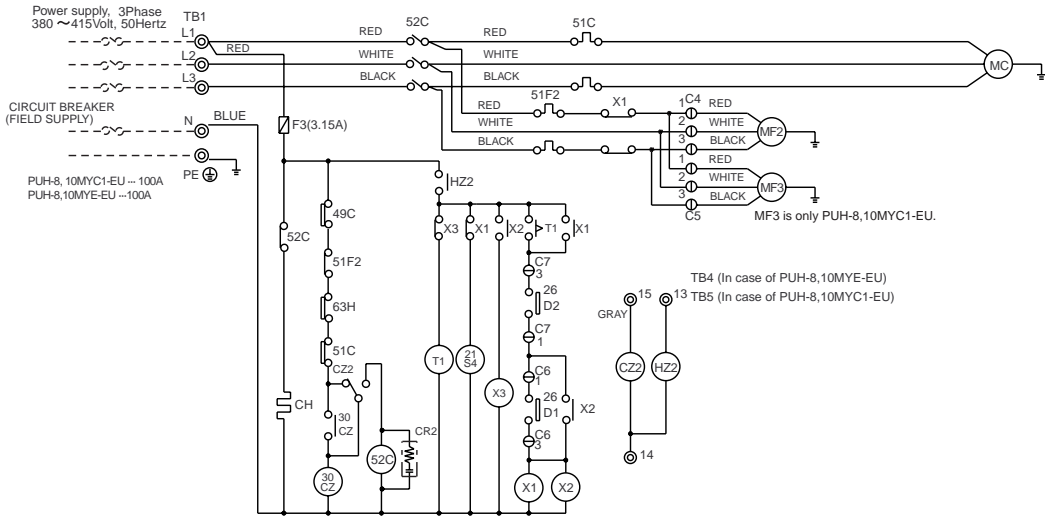 Power supply, 3Phase
380 ～415Volt, 50Hertz
TB1
L1
RED
L2
L3
52C
RED
RED
51C
WHITE
WHITE
BLACK
BLACK
MC
CIRCUIT BREAKER
(FIELD SUPPLY)
N
BLUE
F3(3.15A)
PE
PUH-8, 10MYC1-EU ··· 100A
PUH-8,10MYE-EU ···100A
51F2
X1
RED
WHITE
BLACK
C4
1
RED
2
WHITE
3
BLACK
MF2
1
RED
2
WHITE
3
BLACK
MF3
C5
MF3 is only PUH-8,10MYC1-EU.
HZ2
49C
52C
X3
X1
X2
T1
X1
51F2
C7
3
63H
26
D2
C7
1
51C
CZ2
T1
21
S4
X3
C6
1
26
D1
X2
C6
3
CH
30
CZ
CR2
52C
30
CZ
X1
X2
TB4 (In case of PUH-8,10MYE-EU)
15
13
TB5 (In case of PUH-8,10MYC1-EU)
GRAY
CZ2
HZ2
14